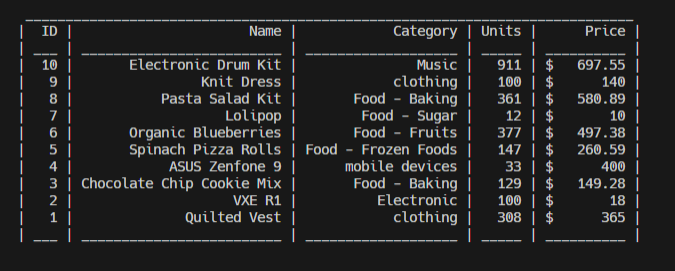 | ID | Name | Category | Units | Price |
| 10 | Electronic Drum Kit | Music | 911 | $ 697.55 |
| 9 | Knit Dress | clothing | 100 | $ 140 |
| 8 | Pasta Salad Kit | Food - Baking | 361 | $ 580.89 |
| 7 | Lolipop | Food - Sugar | 12 | $ 10 |
| 6 | Organic Blueberries | Food - Fruits | 377 | $ 497.38 |
| 5 | Spinach Pizza Rolls | Food - Frozen Foods | 147 | $ 260.59 |
| 4 | ASUS Zenfone 9 | mobile devices | 33 | $ 400 |
| 3 | Chocolate Chip Cookie Mix | Food - Baking | 129 | $ 149.28 |
| 2 | VXE R1 | Electronic | 100 | $ 18 |
| 1 | Quilted Vest | clothing | 308 | $ 365 |